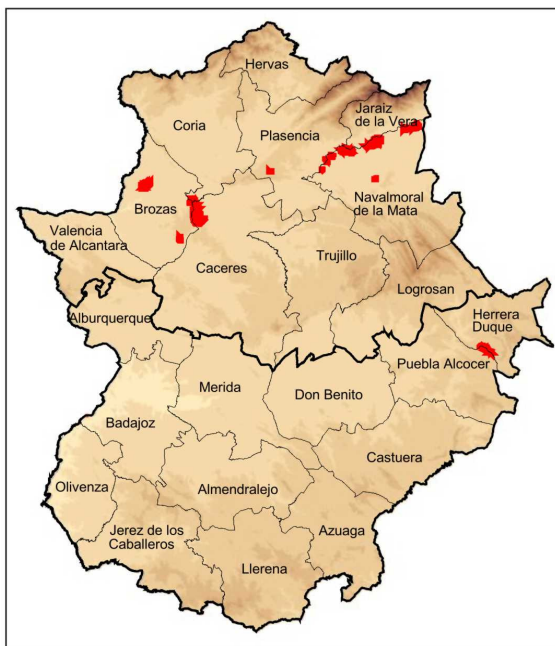 Hervas
Jaraiz
de la Vera
Coria
Plasencia
Navalmoral
de la Mata
Brozas
Valencia
de Alcantara
Trujillo
Caceres
Logrosan
Alburquerque
Herrera
Duque
Puebla Alcocer
Merida
Don Benito
Badajoz
Castuera
Olivenza
Almendralejo
Jerez de los
Caballeros
Azuaga
Llerena